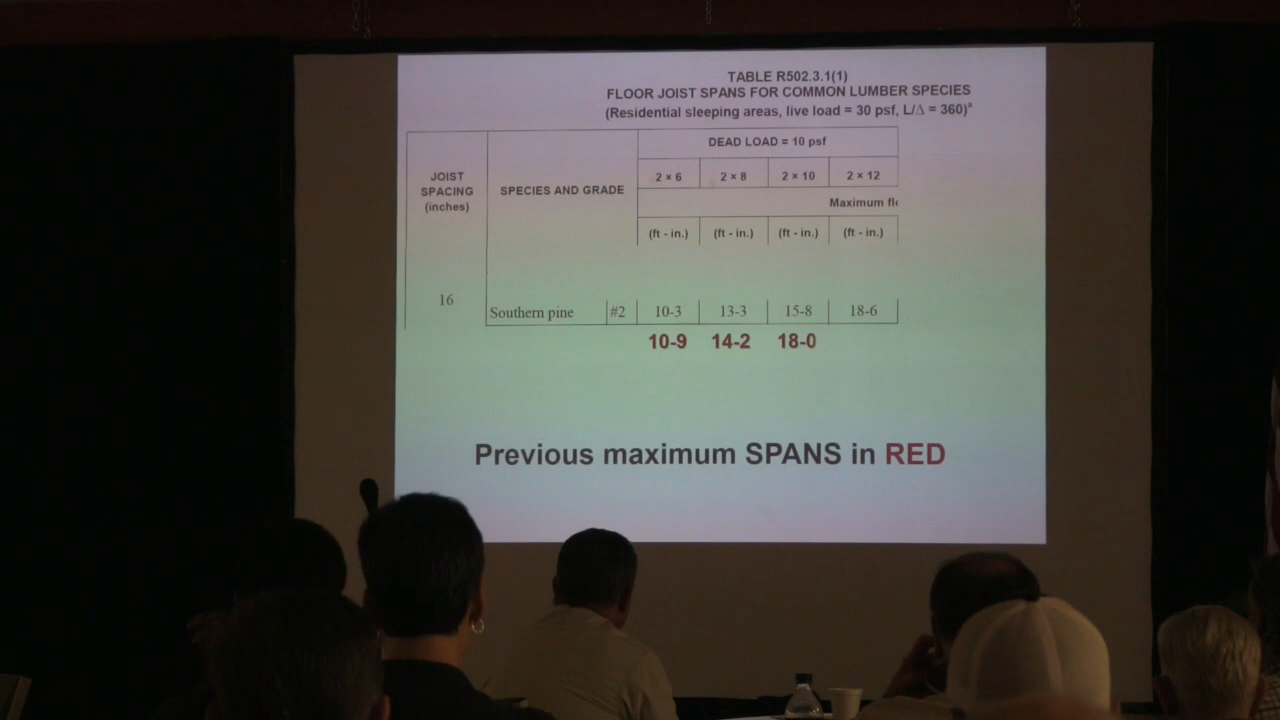 TABLE R502.3.1(1)
FLOOR JOIST SPANS FOR COMMON LUMBER SPECIES
(Residential sleeping areas, live load = 30 psf, L/Δ = 360)ª
JOIST SPACING (inches)
SPECIES AND GRADE
DEAD LOAD = 10 psf
2 × 6 2 × 8 2 × 10 2 × 12
Maximum flo
(ft - in.) (ft - in.) (ft - in.) (ft - in.)
16
Southern pine #2 10-3 13-3 15-8 18-6
10-9 14-2 18-0
Previous maximum SPANS in RED